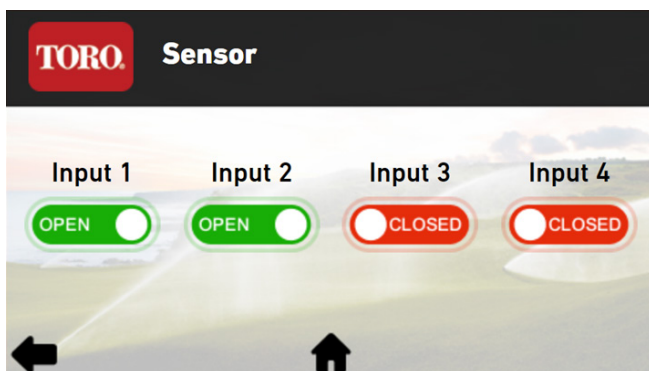 TORO.
Sensor
Input 1 Input 2 Input 3 Input 4
OPEN OPEN CLOSED CLOSED